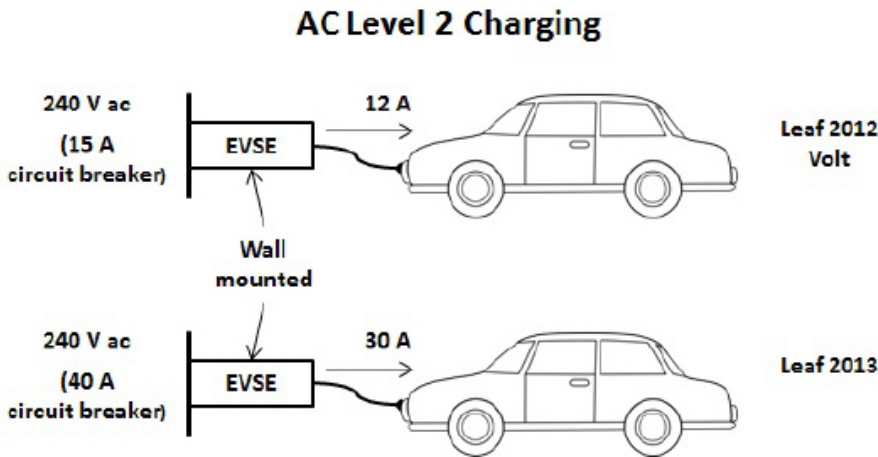 AC Level 2 Charging
240 V ac
(15 A
circuit breaker)
EVSE
12 A
Leaf 2012
Volt
Wall
mounted
240 V ac
(40 A
circuit breaker)
EVSE
30 A
Leaf 2013